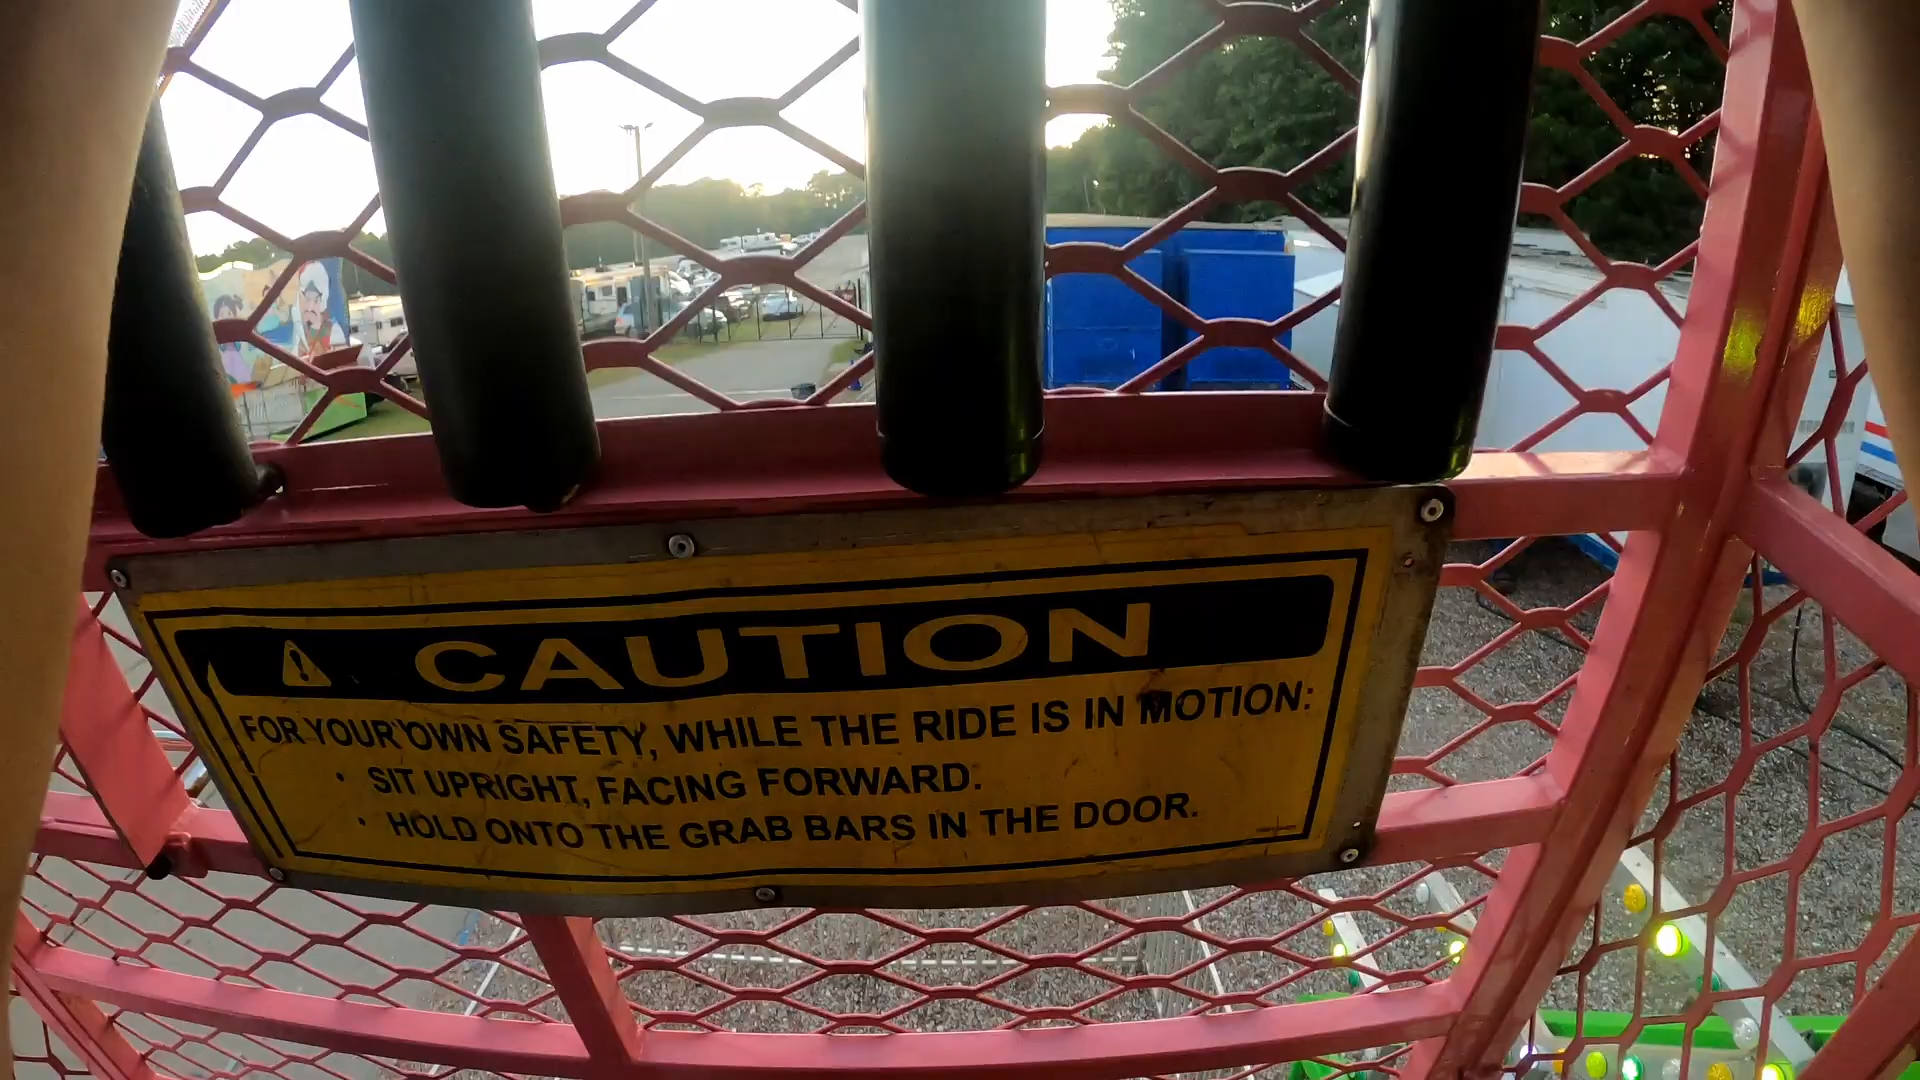 CAUTION
FOR YOUR OWN SAFETY, WHILE THE RIDE IS IN MOTION:
• SIT UPRIGHT, FACING FORWARD.
• HOLD ONTO THE GRAB BARS IN THE DOOR.